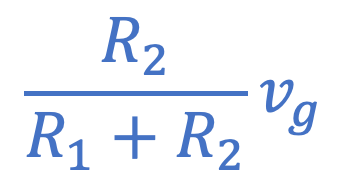 R₂
R₁ + R₂ v_g